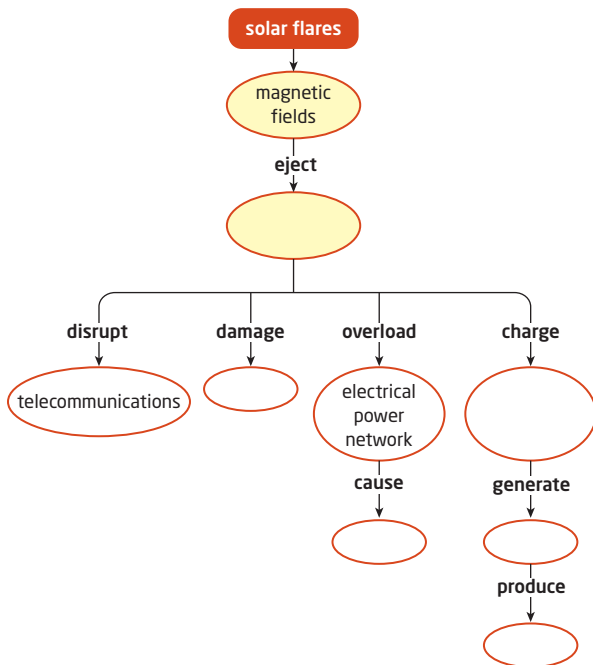 solar flares
magnetic
fields
eject
disrupt
damage
overload
charge
telecommunications
electrical
power
network
cause
generate
produce